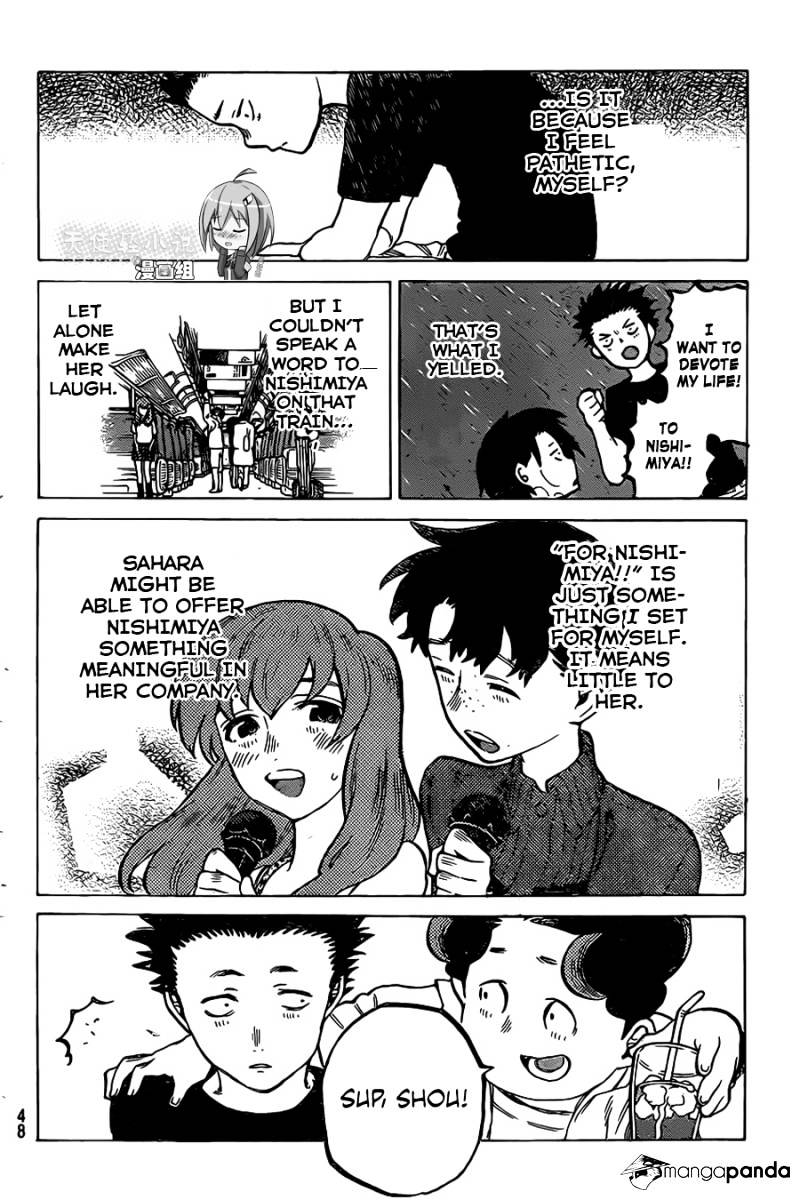 ...IS IT
BECAUSE
I FEEL
PATHETIC,
MYSELF?
漫画组
I
WANT TO
DEVOTE
MY LIFE!
TO
NISHI-
MIYA!!
THAT'S
WHAT I
YELLED.
BUT I
COULDN'T
SPEAK A
WORD TO
NISHIMIYA
ON THAT
TRAIN...
LET
ALONE
MAKE
HER
LAUGH.
"FOR NISHI-
MIYA!!" IS
JUST SOME-
THING I SET
FOR MYSELF.
IT MEANS
LITTLE TO
HER.
SAHARA
MIGHT BE
ABLE TO OFFER
NISHIMIYA
SOMETHING
MEANINGFUL IN
HER COMPANY.
SUP, SHOU!
48
mangapanda